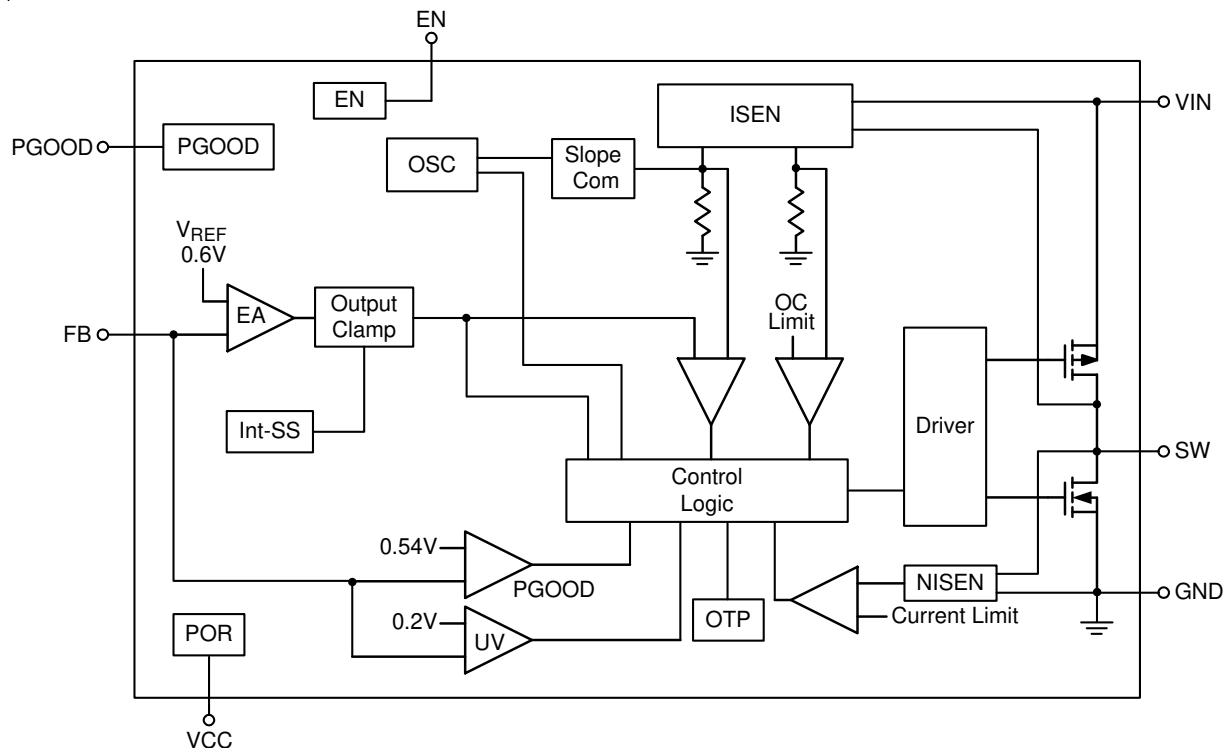 EN
EN
ISEN
VIN
PGOOD
PGOOD
OSC
Slope
Com
VREF
0.6V
EA
Output
Clamp
OC
Limit
FB
Int-SS
Driver
SW
Control
Logic
0.54V
PGOOD
NISEN
GND
Current Limit
0.2V
UV
OTP
POR
VCC